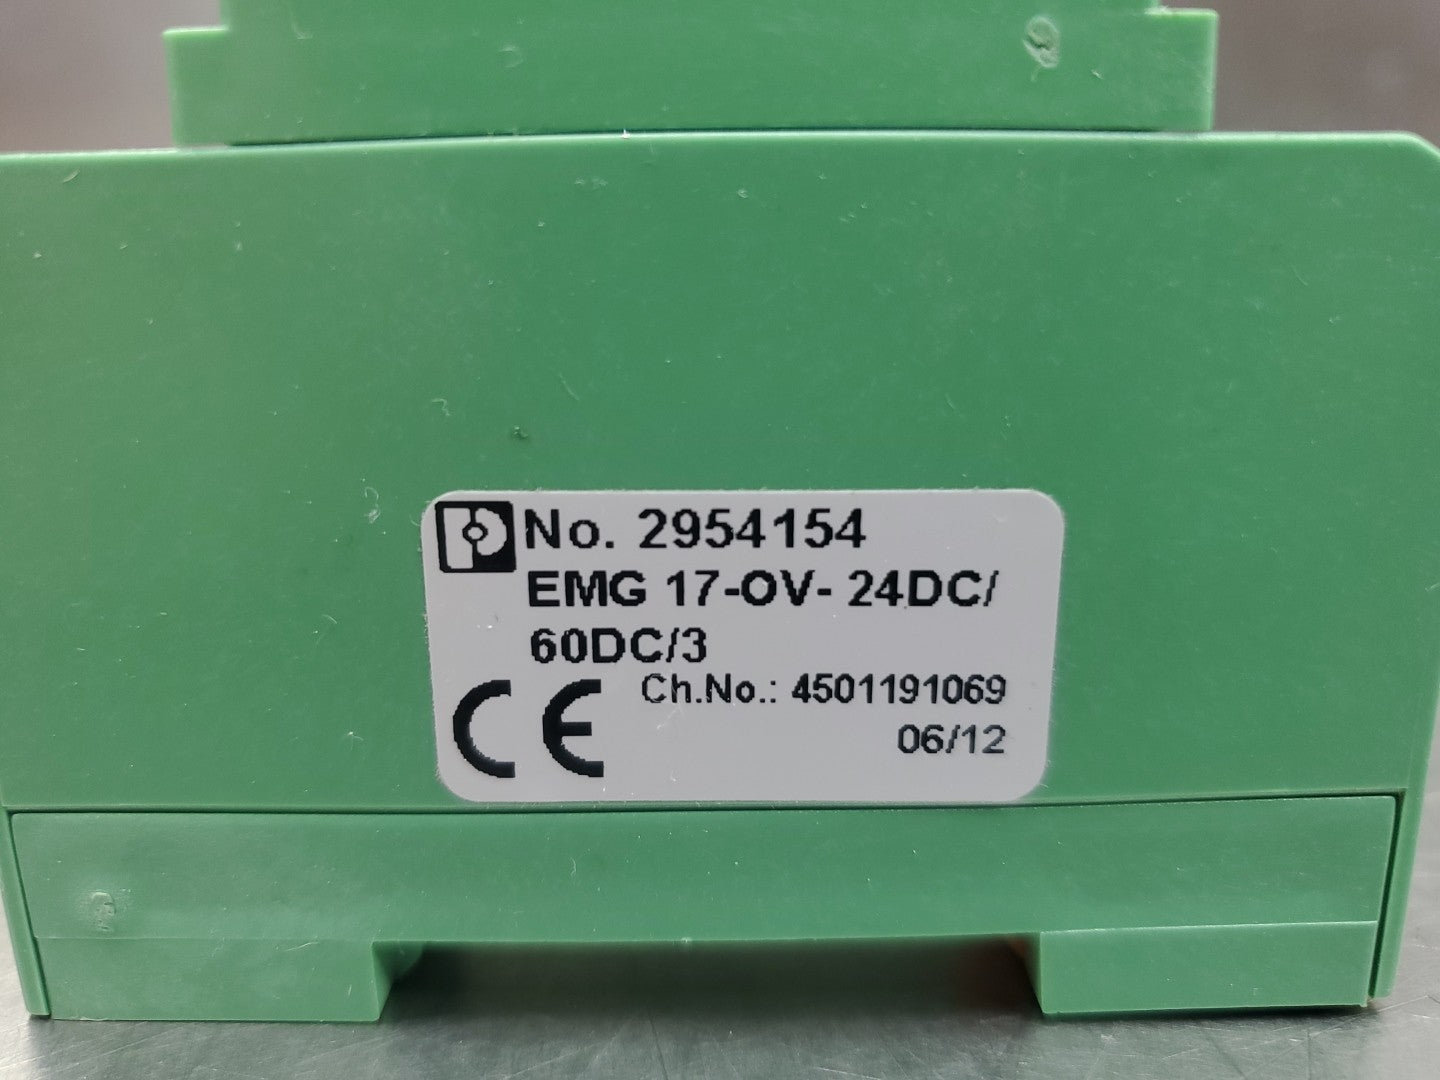 No. 2954154
EMG 17-OV- 24DC/
60DC/3
Ch.No.: 4501191069
CE
06/12